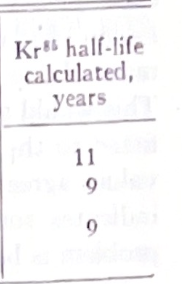 Kr⁸⁵ half-life
calculated,
years
11
9
9